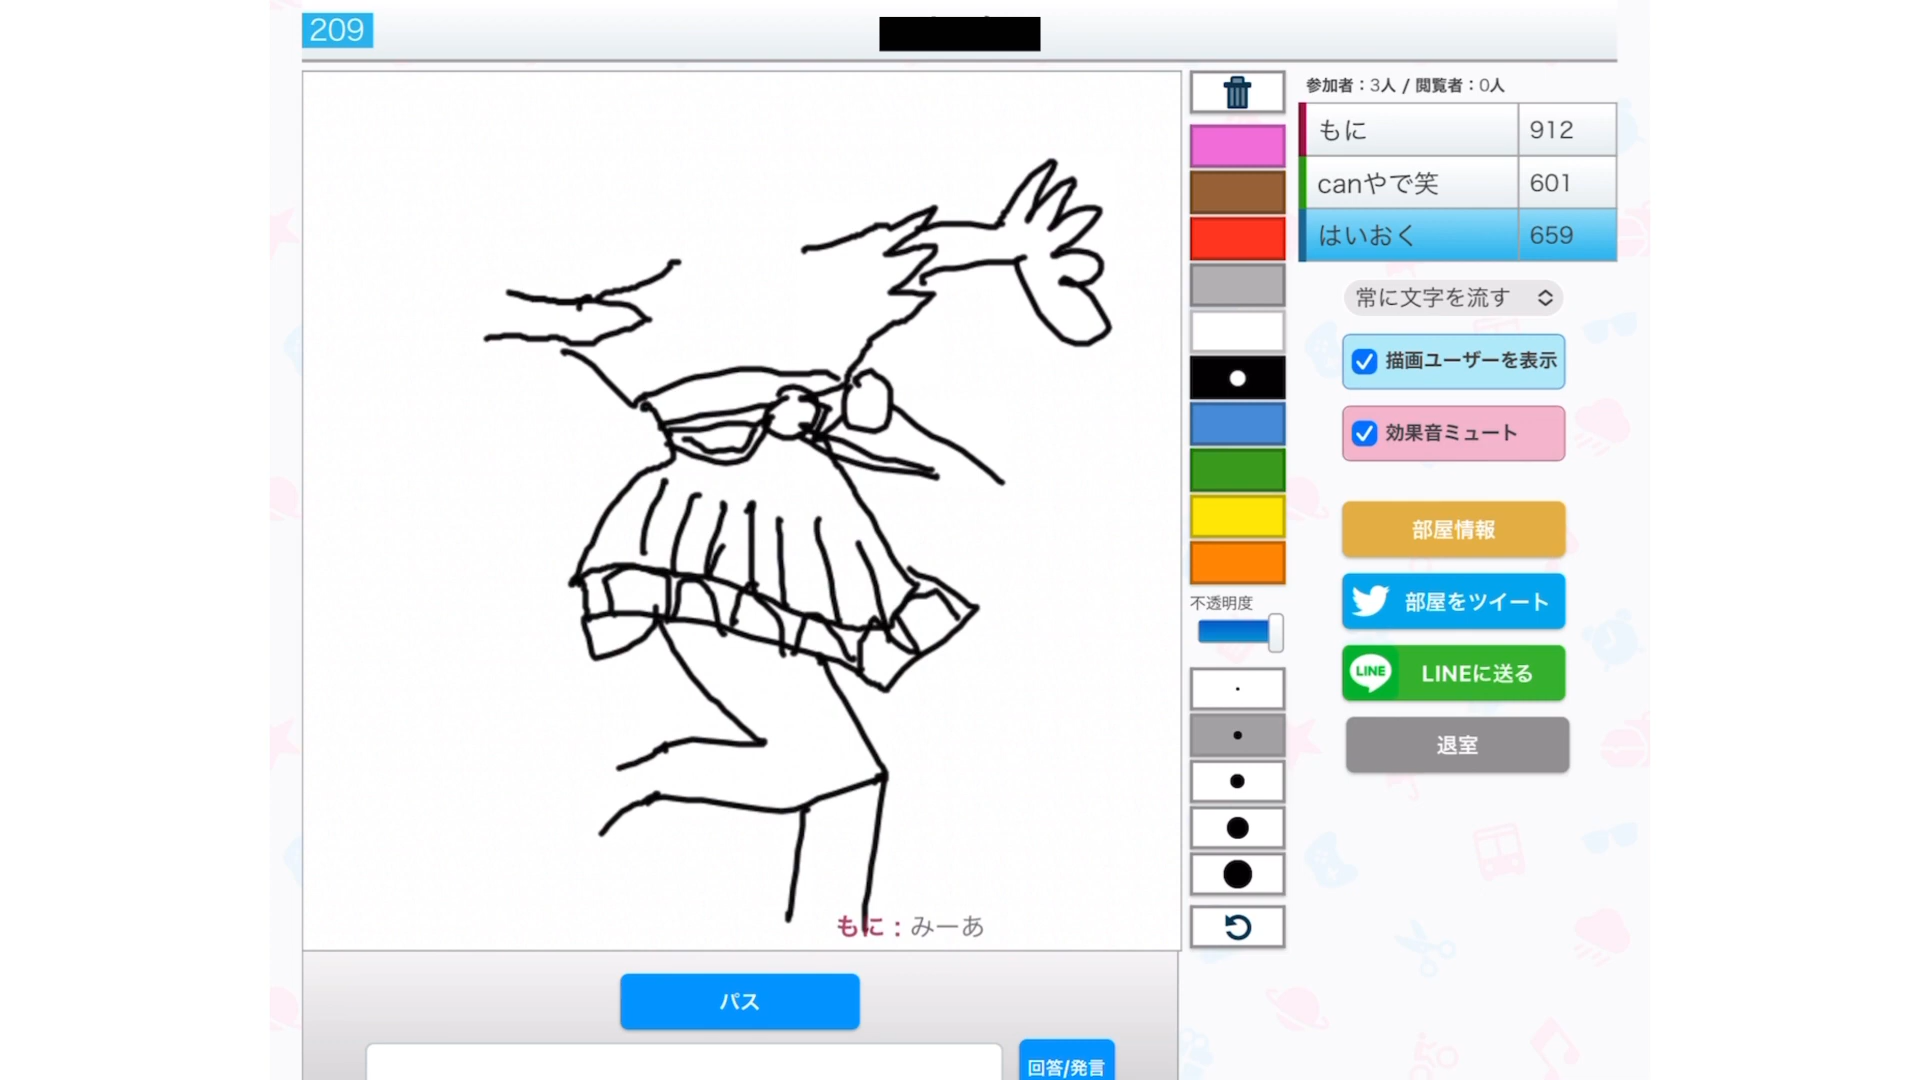 209
参加者：3人 / 閲覧者：0人
もに 912
canやで笑 601
はいおく 659
常に文字を流す
描画ユーザーを表示
効果音ミュート
部屋情報
部屋をツイート
LINE LINEに送る
退室
不透明度
もに：みーあ
パス
回答/発言